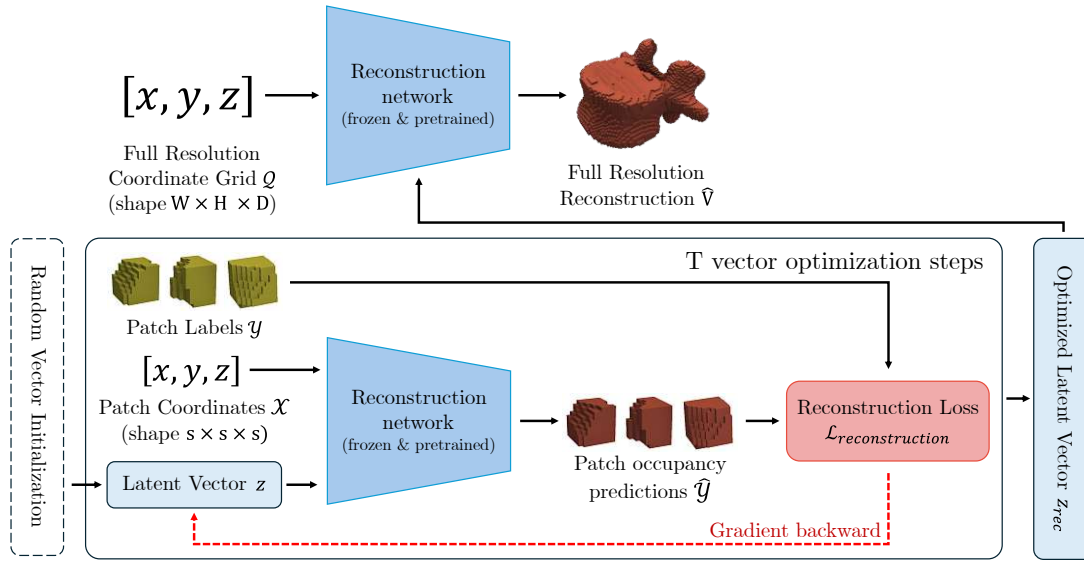 [x, y, z]
Full Resolution
Coordinate Grid 𝒬
(shape W × H × D)
Reconstruction
network
(frozen & pretrained)
Full Resolution
Reconstruction V̂
Random Vector Initialization
T vector optimization steps
Patch Labels 𝒴
[x, y, z]
Patch Coordinates 𝒳
(shape s × s × s)
Latent Vector z
Reconstruction
network
(frozen & pretrained)
Patch occupancy
predictions 𝒴̂
Reconstruction Loss
ℒ_reconstruction
Gradient backward
Optimized Latent Vector z_rec